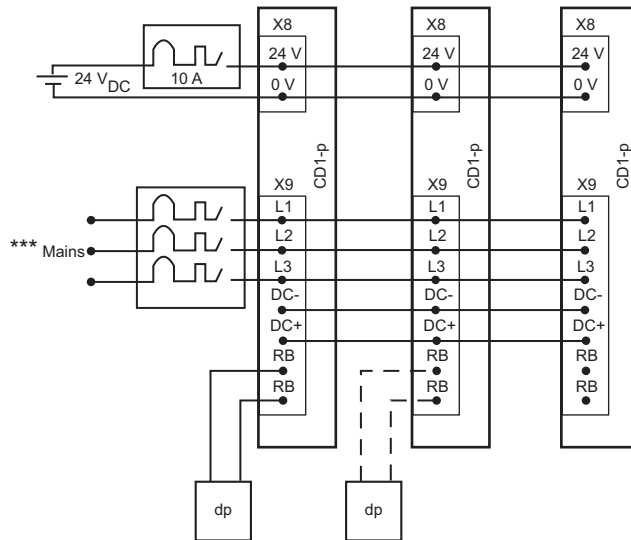 X8 X8 X8
24 V 24 V 24 V
24 V DC 10 A 0 V 0 V 0 V
CD1-p CD1-p CD1-p
X9 X9 X9
L1 L1 L1
L2 L2 L2
*** Mains
L3 L3 L3
DC- DC- DC-
DC+ DC+ DC+
RB RB RB
RB RB RB
dp dp